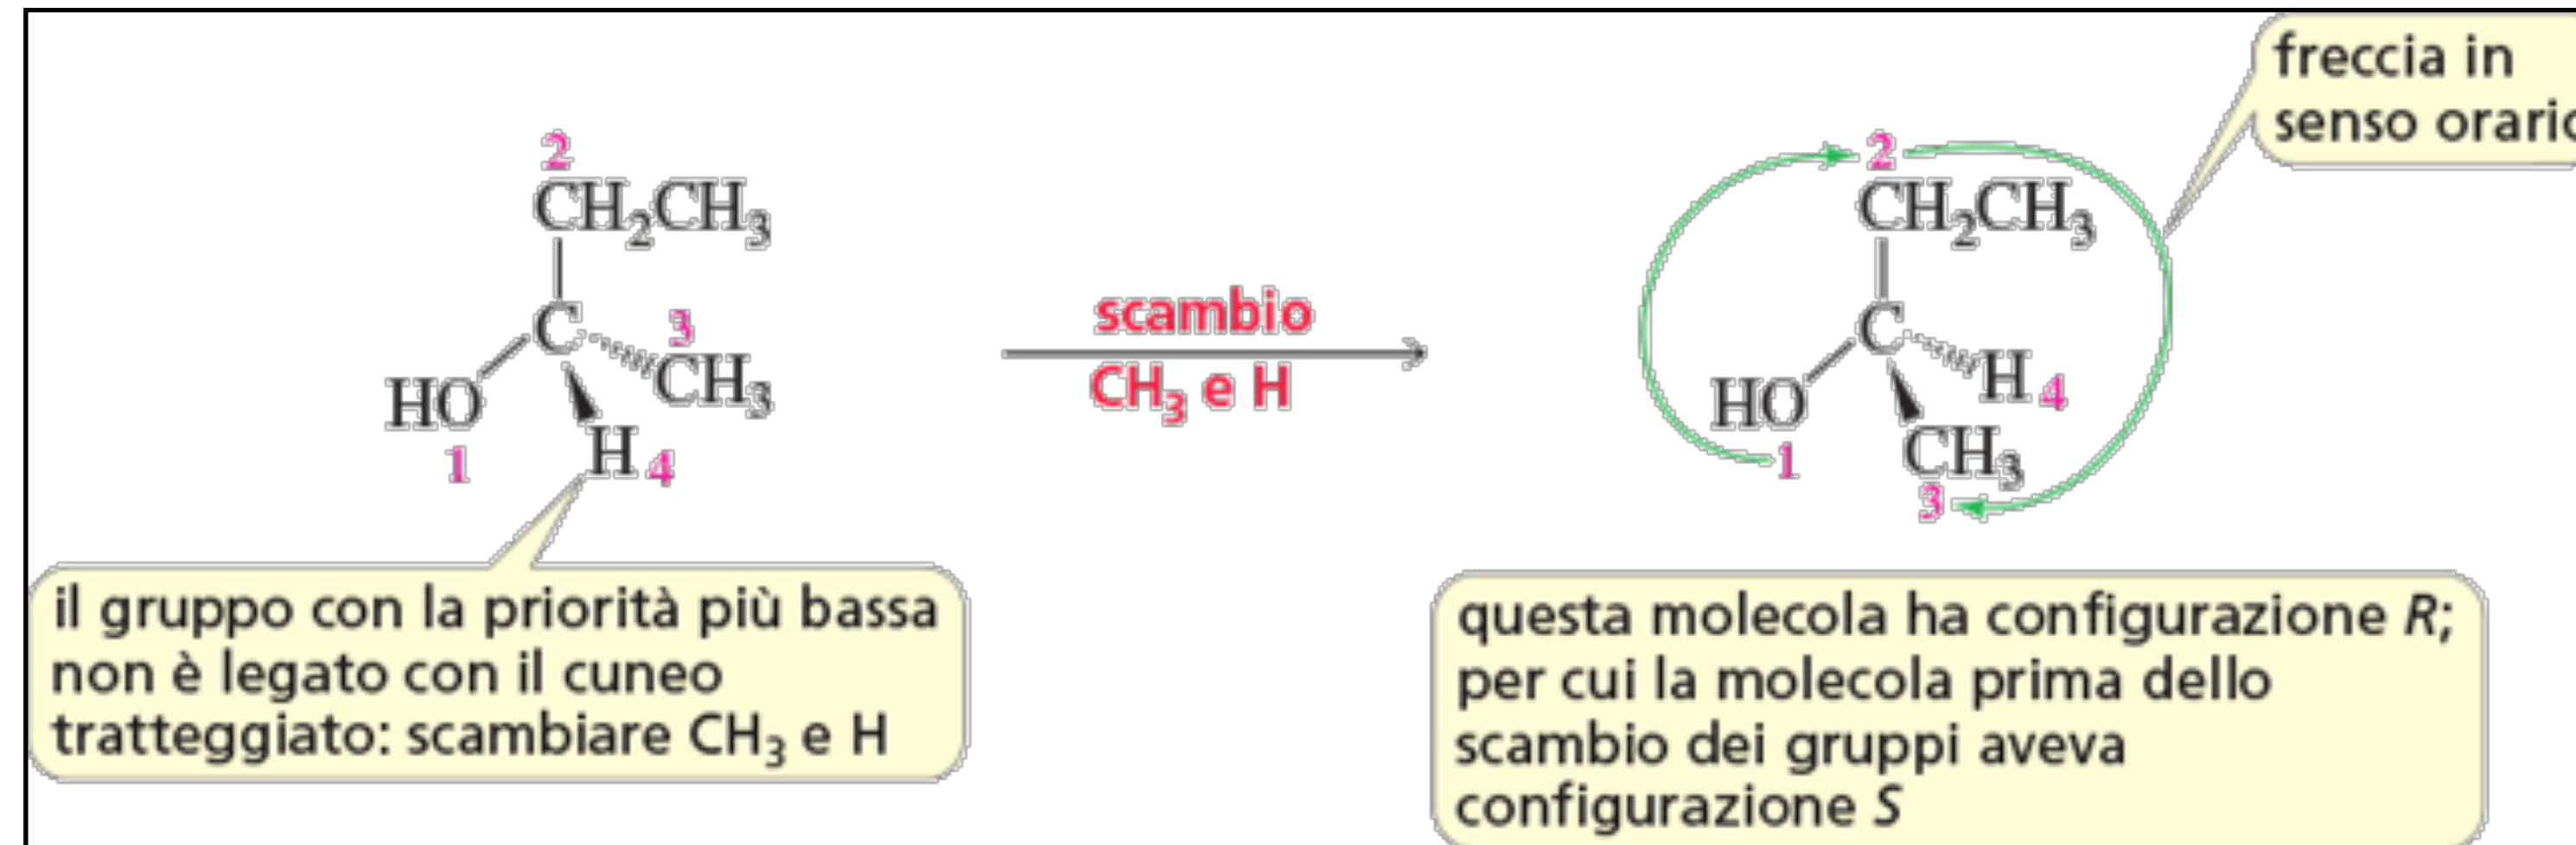 freccia in
senso orario
2
CH₂CH₃
C
3
CH₃
HO
1
H 4
scambio
CH₃ e H
2
CH₂CH₃
C
H 4
HO
1
CH₃
3
il gruppo con la priorità più bassa
non è legato con il cuneo
tratteggiato: scambiare CH₃ e H
questa molecola ha configurazione R;
per cui la molecola prima dello
scambio dei gruppi aveva
configurazione S